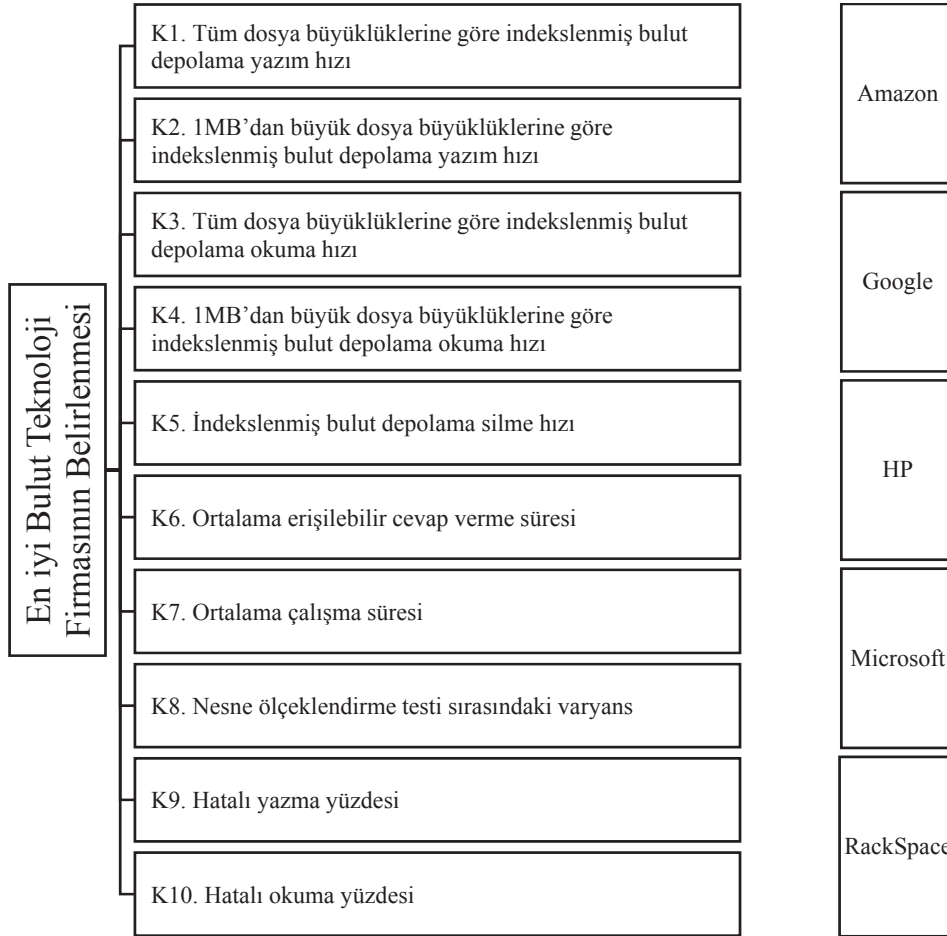 En iyi Bulut Teknoloji
Firmasının Belirlenmesi
K1. Tüm dosya büyüklüklerine göre indekslenmiş bulut
depolama yazım hızı
K2. 1MB’dan büyük dosya büyüklüklerine göre
indekslenmiş bulut depolama yazım hızı
K3. Tüm dosya büyüklüklerine göre indekslenmiş bulut
depolama okuma hızı
K4. 1MB’dan büyük dosya büyüklüklerine göre
indekslenmiş bulut depolama okuma hızı
K5. İndekslenmiş bulut depolama silme hızı
K6. Ortalama erişilebilir cevap verme süresi
K7. Ortalama çalışma süresi
K8. Nesne ölçeklendirme testi sırasındaki varyans
K9. Hatalı yazma yüzdesi
K10. Hatalı okuma yüzdesi
Amazon
Google
HP
Microsoft
RackSpace